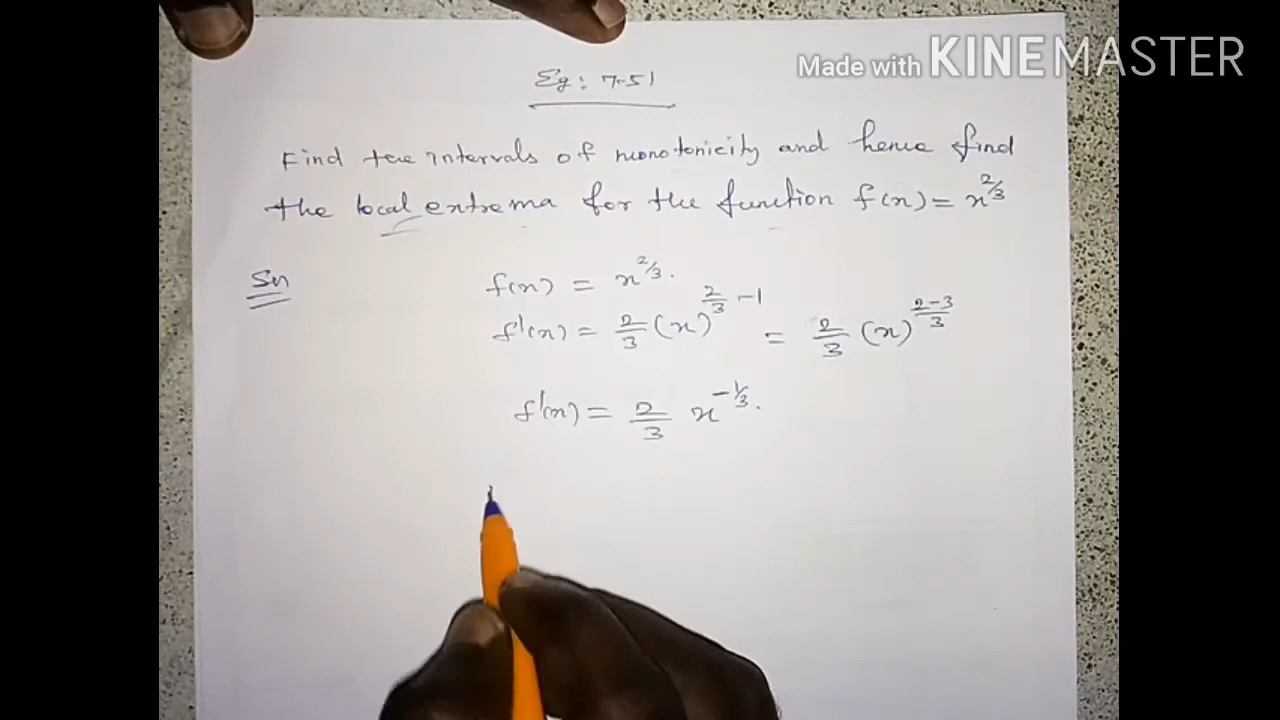 Made with KINEMASTER
Eg: 7.51
Find the intervals of monotonicity and hence find
the local extrema for the function f(x) = x^2/3
Sn
f(x) = x^2/3.
f'(x) = 2/3 (x)^(2/3 - 1) = 2/3 (x)^((2-3)/3)
f'(x) = 2/3 x^-1/3.